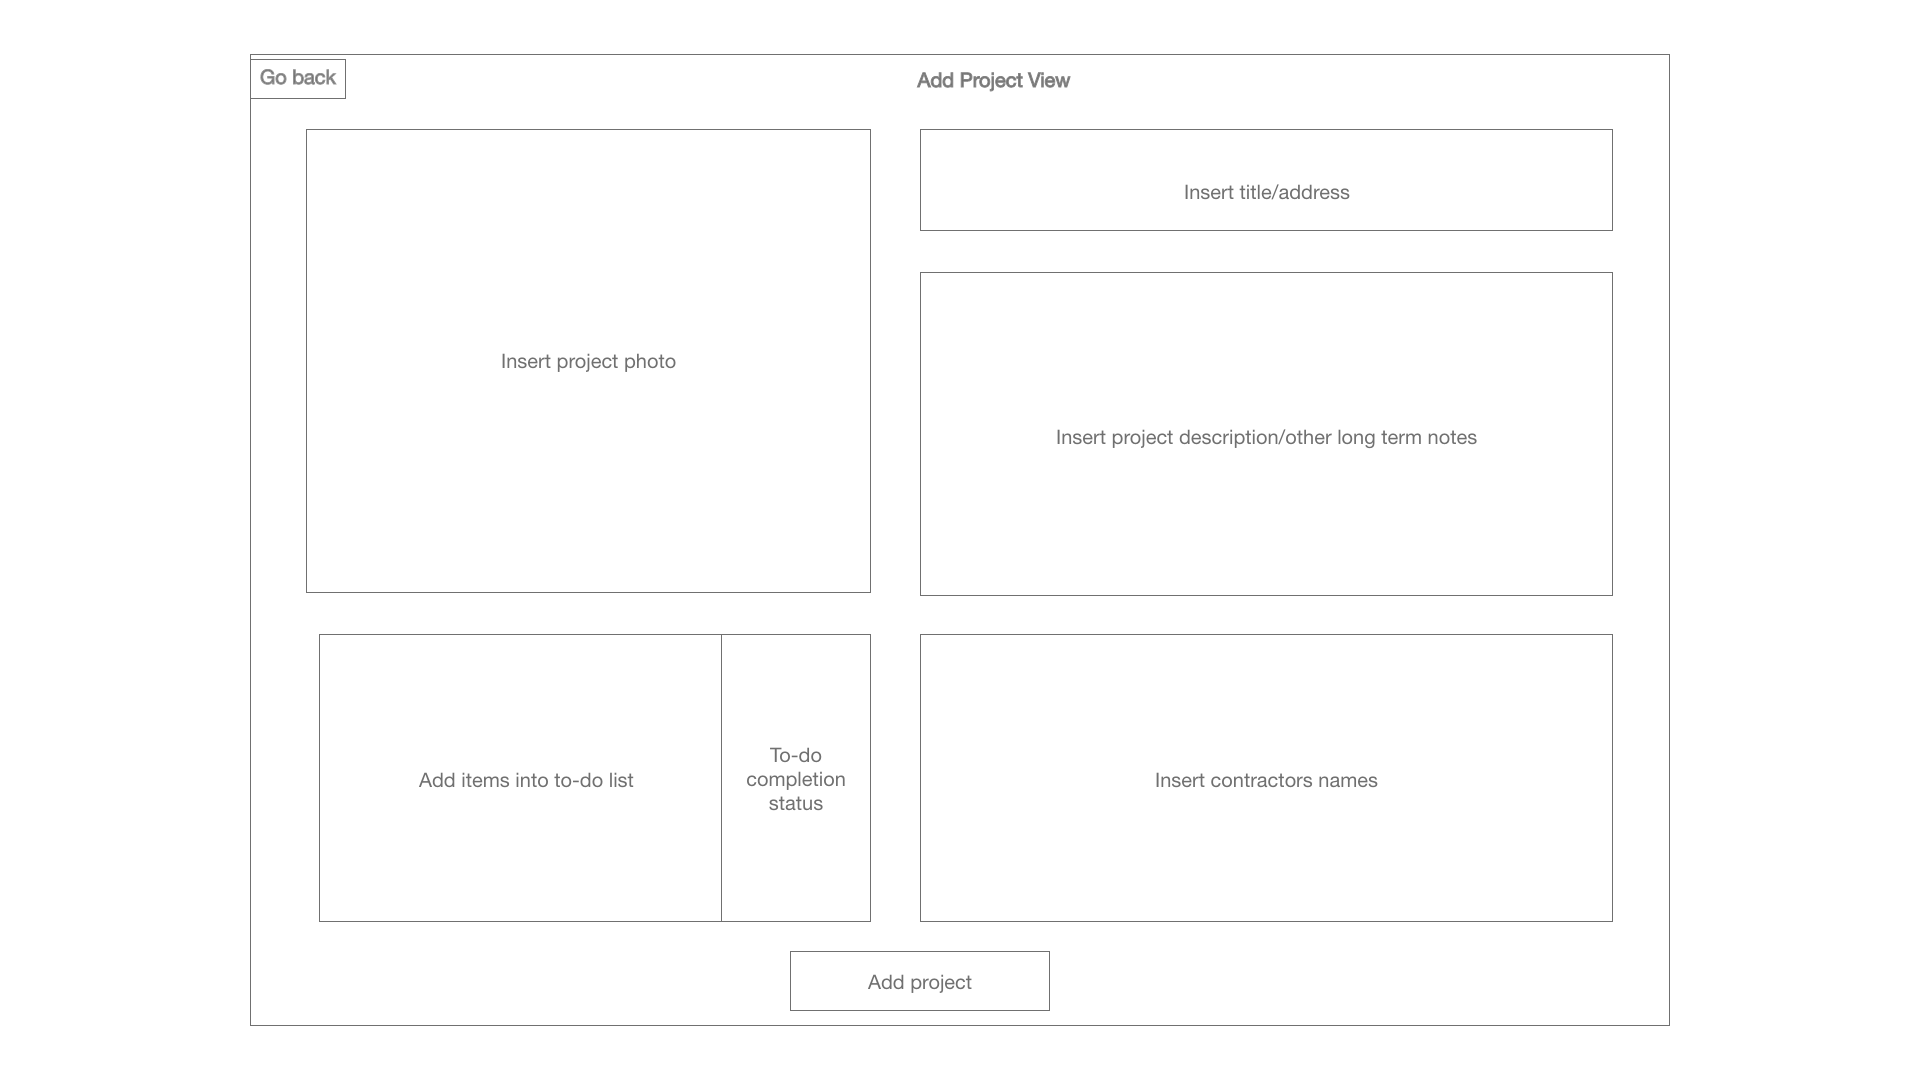 Go back
Add Project View
Insert project photo
Insert title/address
Insert project description/other long term notes
Add items into to-do list
To-do
completion
status
Insert contractors names
Add project